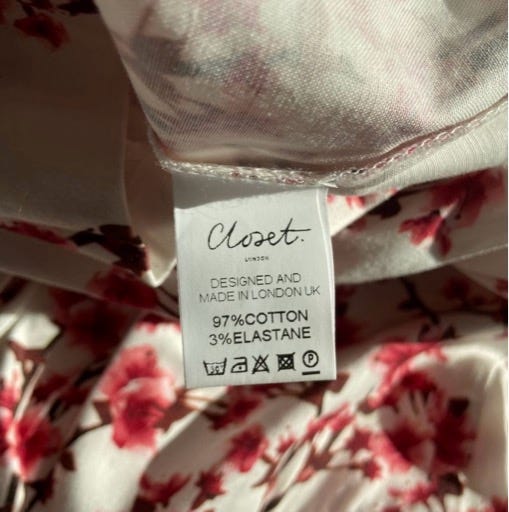 Closet.
LONDON
DESIGNED AND
MADE IN LONDON UK
97%COTTON
3%ELASTANE